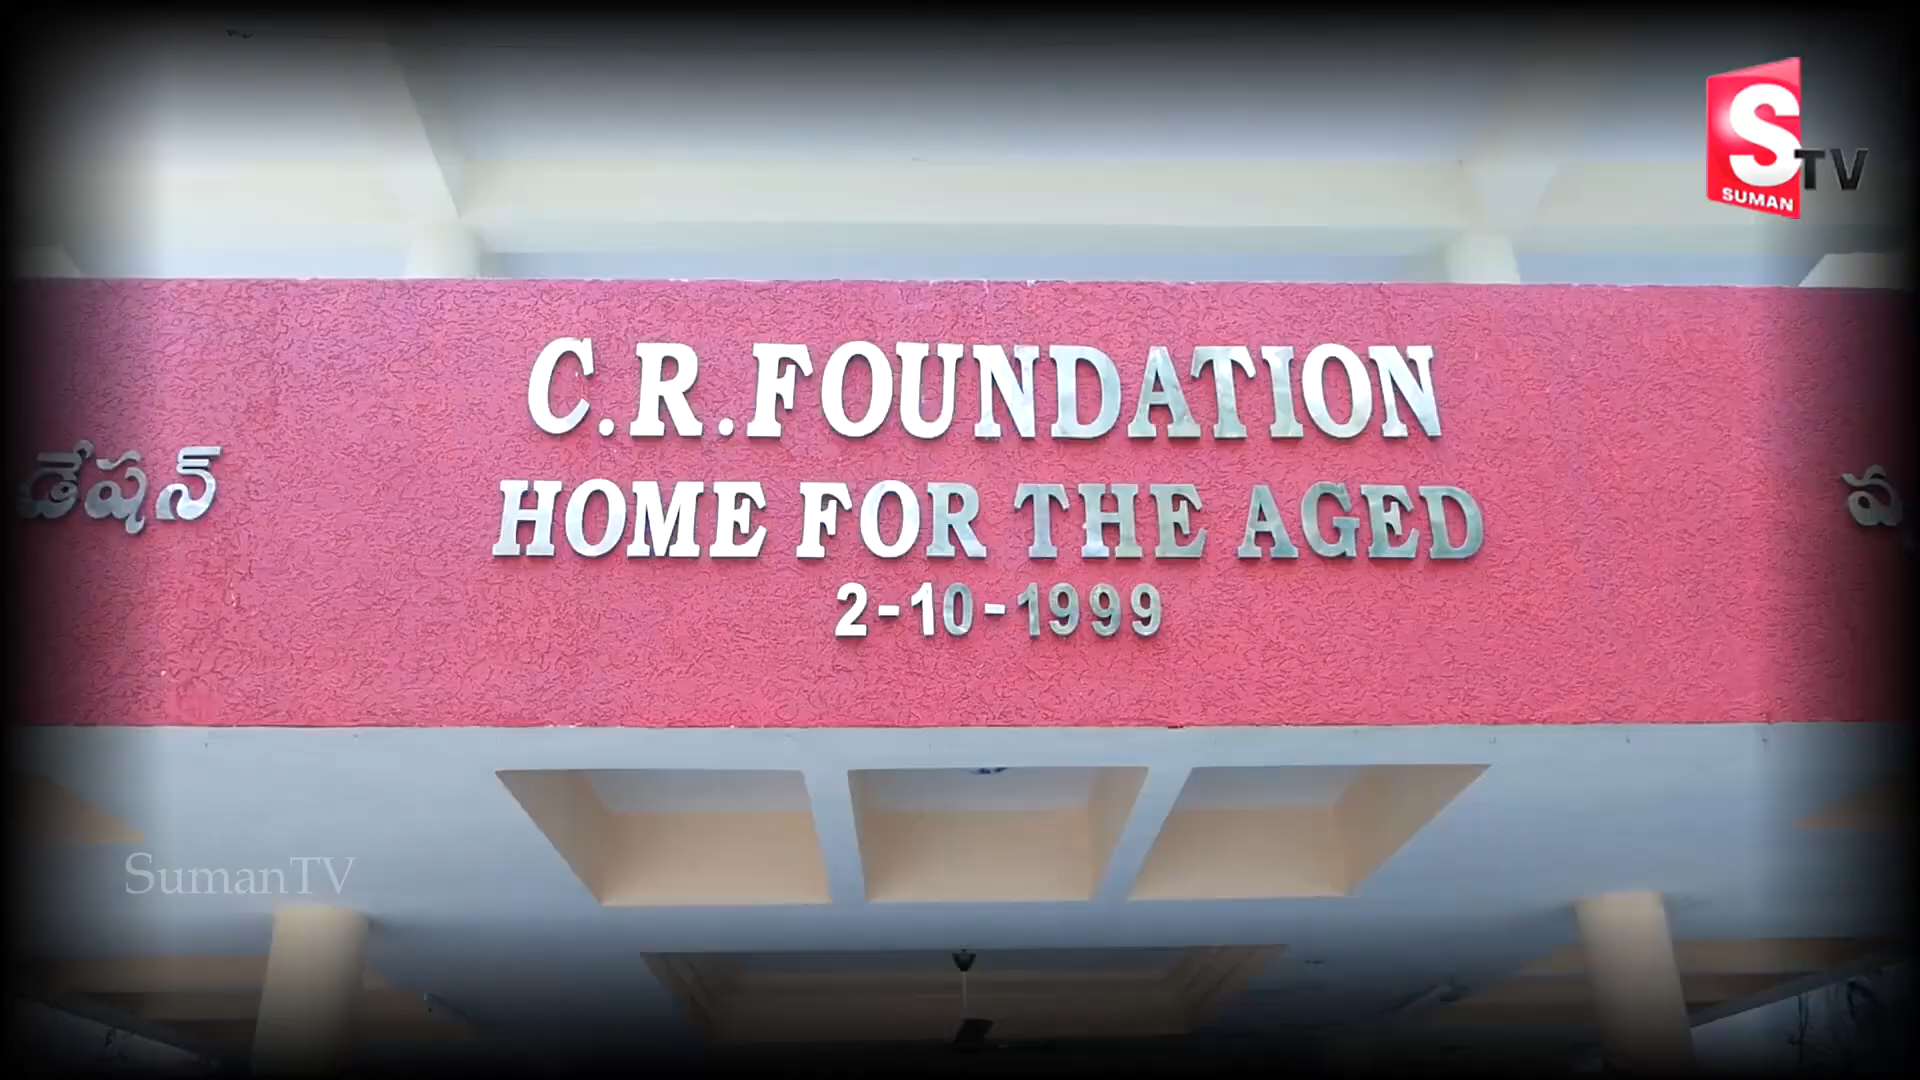 S
TV
SUMAN
C.R.FOUNDATION
HOME FOR THE AGED
2-10-1999
డేషన్
SumanTV